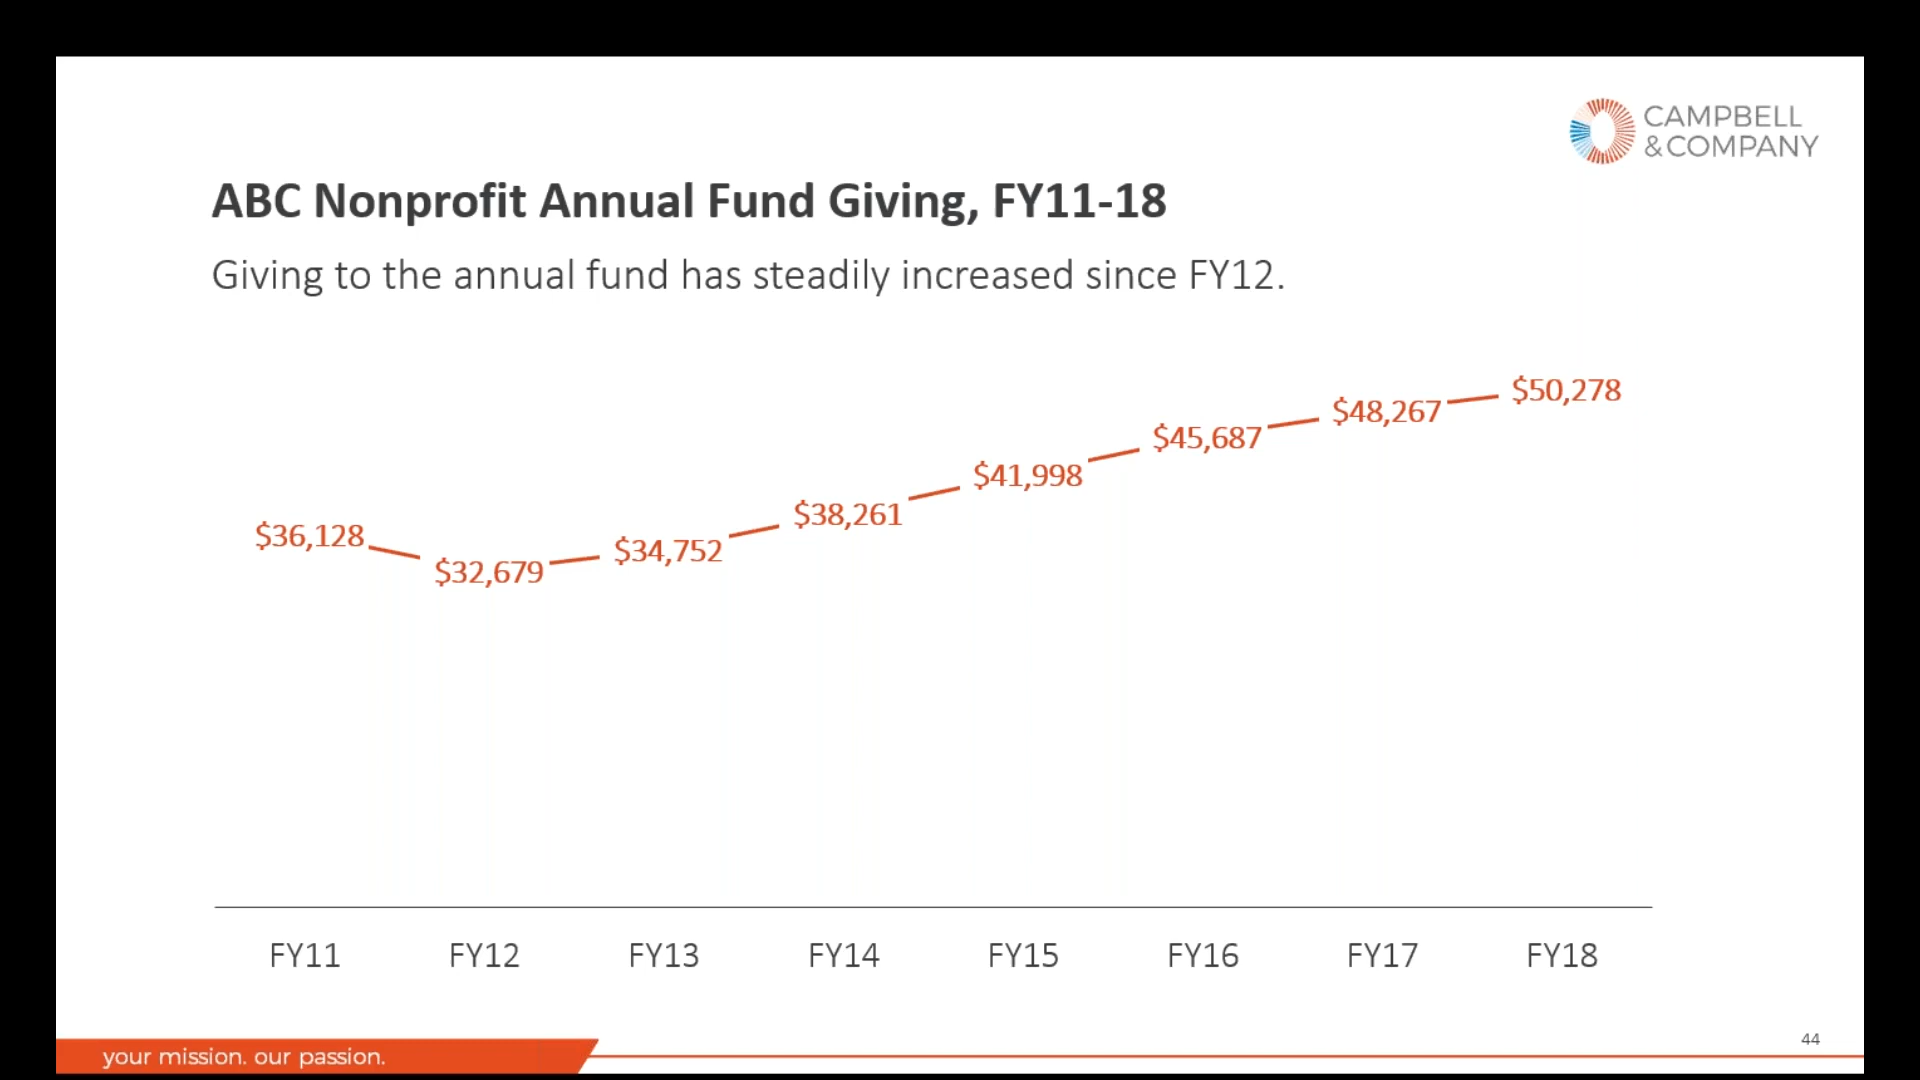 CAMPBELL
&COMPANY
ABC Nonprofit Annual Fund Giving, FY11-18
Giving to the annual fund has steadily increased since FY12.
$36,128
$32,679
$34,752
$38,261
$41,998
$45,687
$48,267
$50,278
FY11 FY12 FY13 FY14 FY15 FY16 FY17 FY18
44
your mission. our passion.